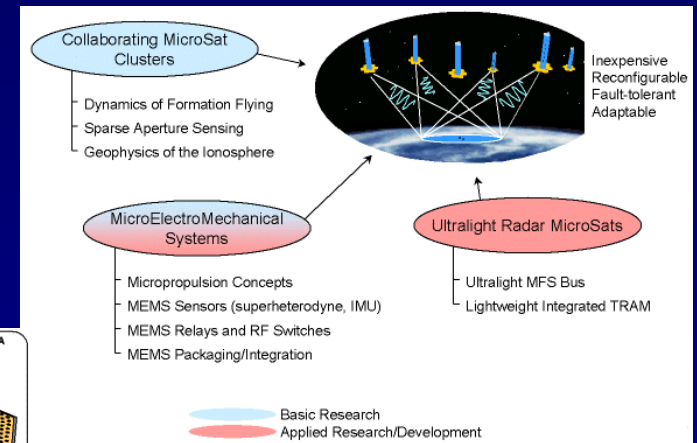 Collaborating MicroSat
Clusters
Dynamics of Formation Flying
Sparse Aperture Sensing
Geophysics of the Ionosphere
Inexpensive
Reconfigurable
Fault-tolerant
Adaptable
MicroElectroMechanical
Systems
Micropropulsion Concepts
MEMS Sensors (superheterodyne, IMU)
MEMS Relays and RF Switches
MEMS Packaging/Integration
Ultralight Radar MicroSats
Ultralight MFS Bus
Lightweight Integrated TRAM
A
Basic Research
Applied Research/Development